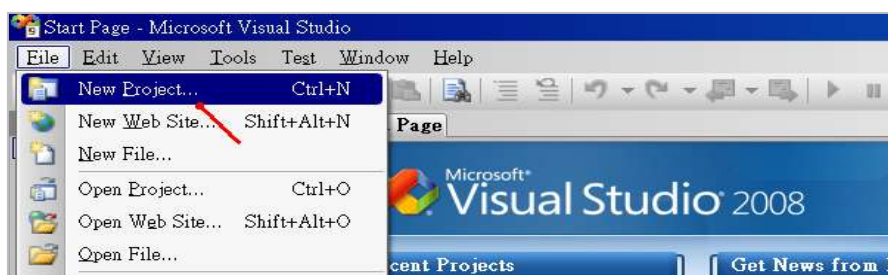 Start Page - Microsoft Visual Studio
File Edit View Tools Test Window Help
New Project... Ctrl+N
New Web Site... Shift+Alt+N
Page
New File...
Open Project... Ctrl+O
Microsoft
Visual Studio 2008
Open Web Site... Shift+Alt+O
Open File...
cent Projects
Get News from